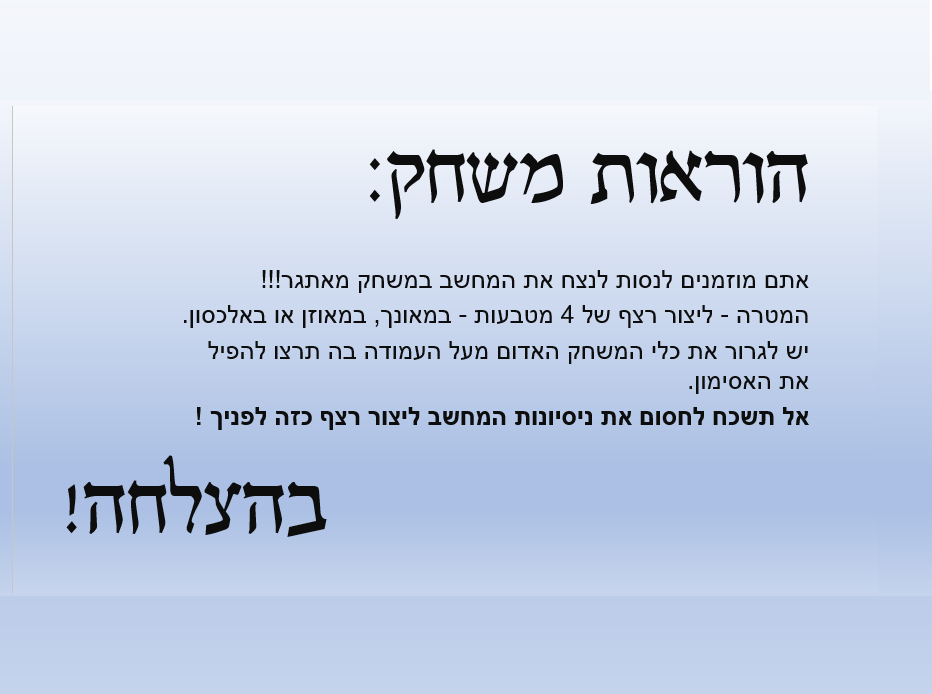 הוראות משחק:
אתם מוזמנים לנסות לנצח את המחשב במשחק מאתגר!!!
המטרה - ליצור רצף של 4 מטבעות - במאונך, במאוזן או באלכסון.
יש לגרור את כלי המשחק האדום מעל העמודה בה תרצו להפיל
את האסימון.
אל תשכח לחסום את ניסיונות המחשב ליצור רצף כזה לפניך !
בהצלחה!